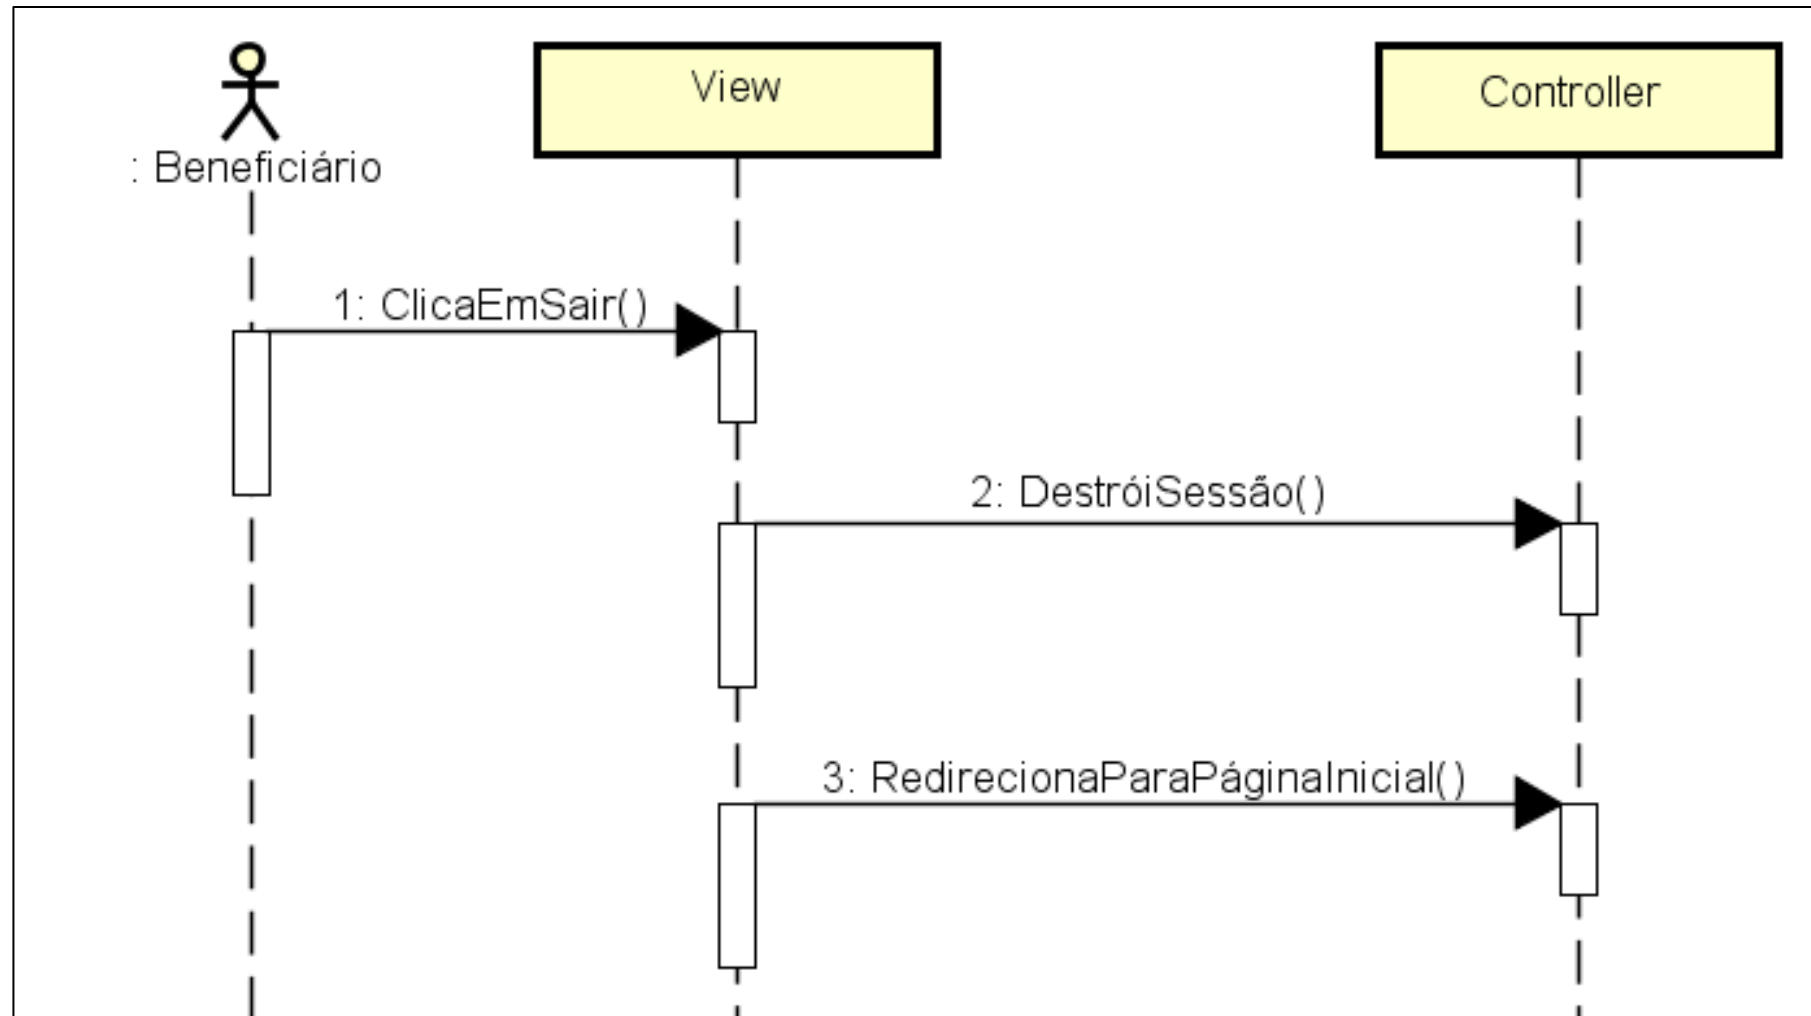 View
Controller
: Beneficiário
1: ClicaEmSair()
2: DestróiSessão()
3: RedirecionaParaPáginaInicial()